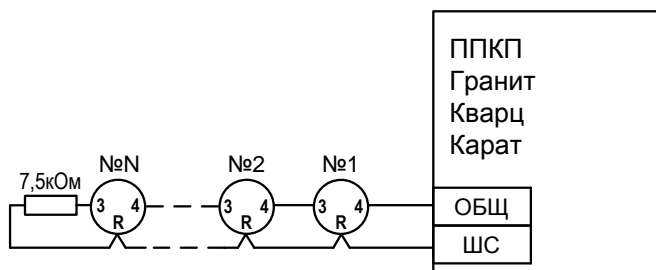 ППКП
Гранит
Кварц
Карат
7,5кОм
№N
№2
№1
3 4
R
3 4
R
3 4
R
ОБЩ
ШС